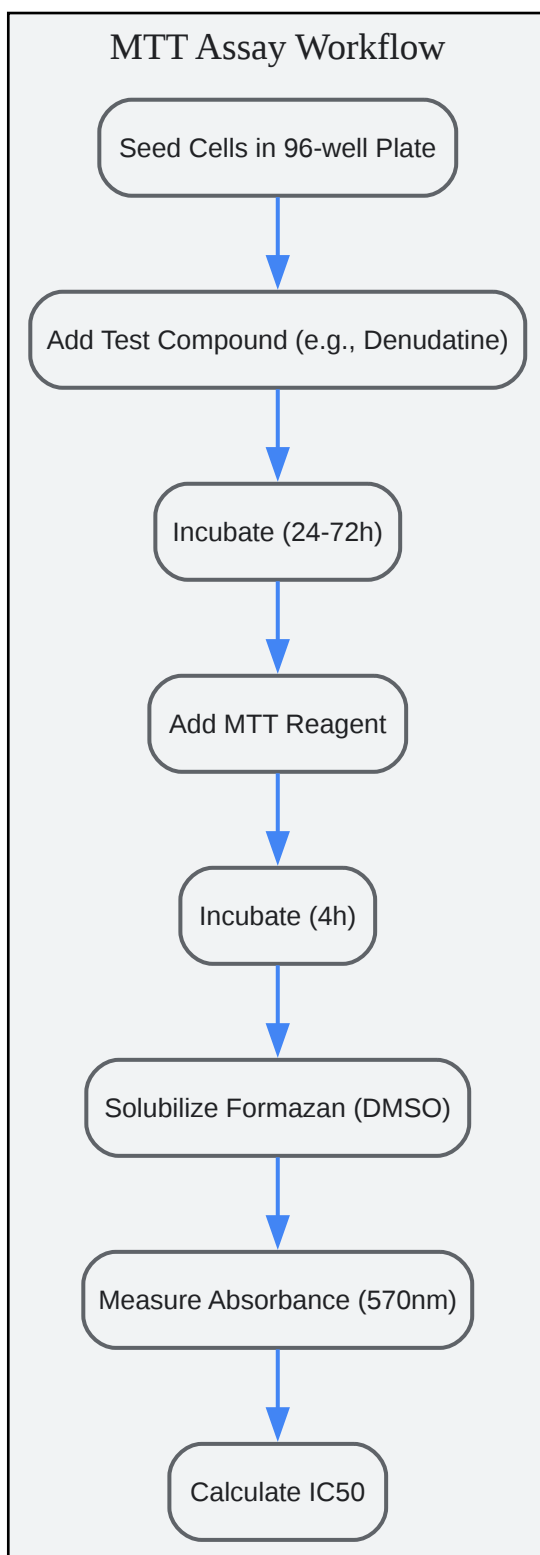 MTT Assay Workflow
Seed Cells in 96-well Plate
Add Test Compound (e.g., Denudatine)
Incubate (24-72h)
Add MTT Reagent
Incubate (4h)
Solubilize Formazan (DMSO)
Measure Absorbance (570nm)
Calculate IC50